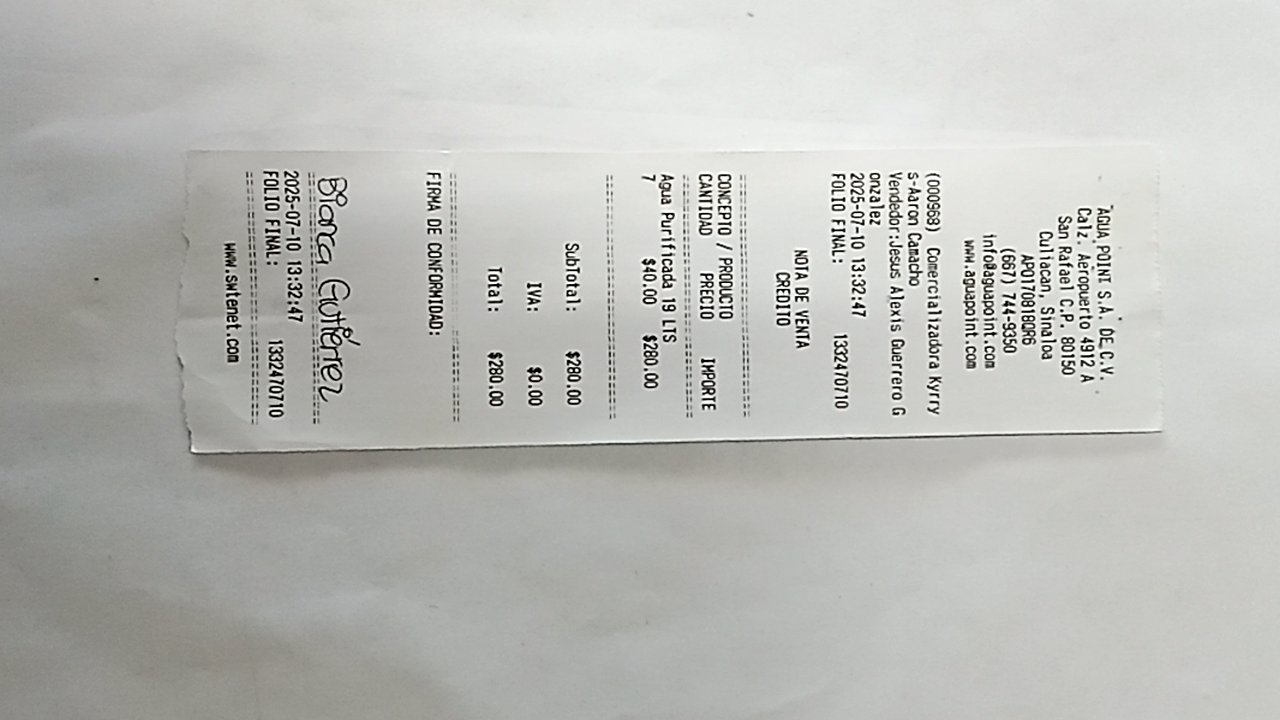 "AGUA POINT" S.A. DE C.V.
Calz. Aeropuerto 4912 A
San Rafael C.P. 80150
Culiacan, Sinaloa
APO170818QR6
(667) 744-9350
info@aguapoint.com
www.aguapoint.com
(000968) Comercializadora Kyrry
s-Aaron Camacho
Vendedor:Jesus Alexis Guerrero G
onzalez
2025-07-10 13:32:47
FOLIO FINAL: 1332470710
NOTA DE VENTA
CREDITO
CONCEPTO / PRODUCTO
CANTIDAD PRECIO IMPORTE
Agua Purificada 19 LTS
7 $40.00 $280.00
SubTotal: $280.00
IVA: $0.00
Total: $280.00
FIRMA DE CONFORMIDAD:
Bianca Gutiérrez
2025-07-10 13:32:47
FOLIO FINAL: 1332470710
www.swtenet.com